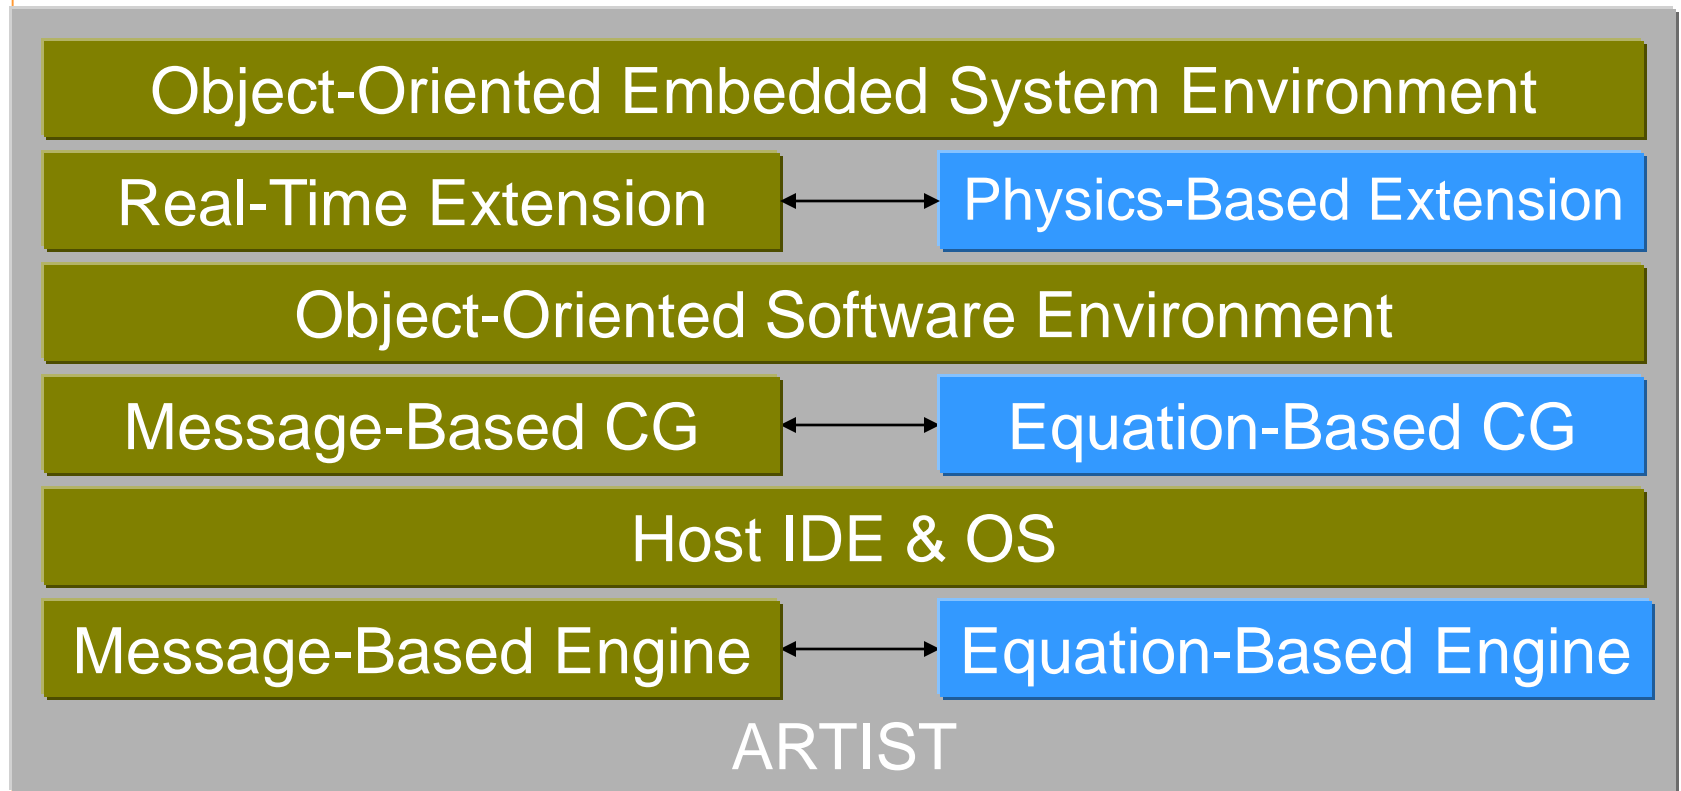 Object-Oriented Embedded System Environment
Real-Time Extension
Physics-Based Extension
Object-Oriented Software Environment
Message-Based CG
Equation-Based CG
Host IDE & OS
Message-Based Engine
Equation-Based Engine
ARTIST